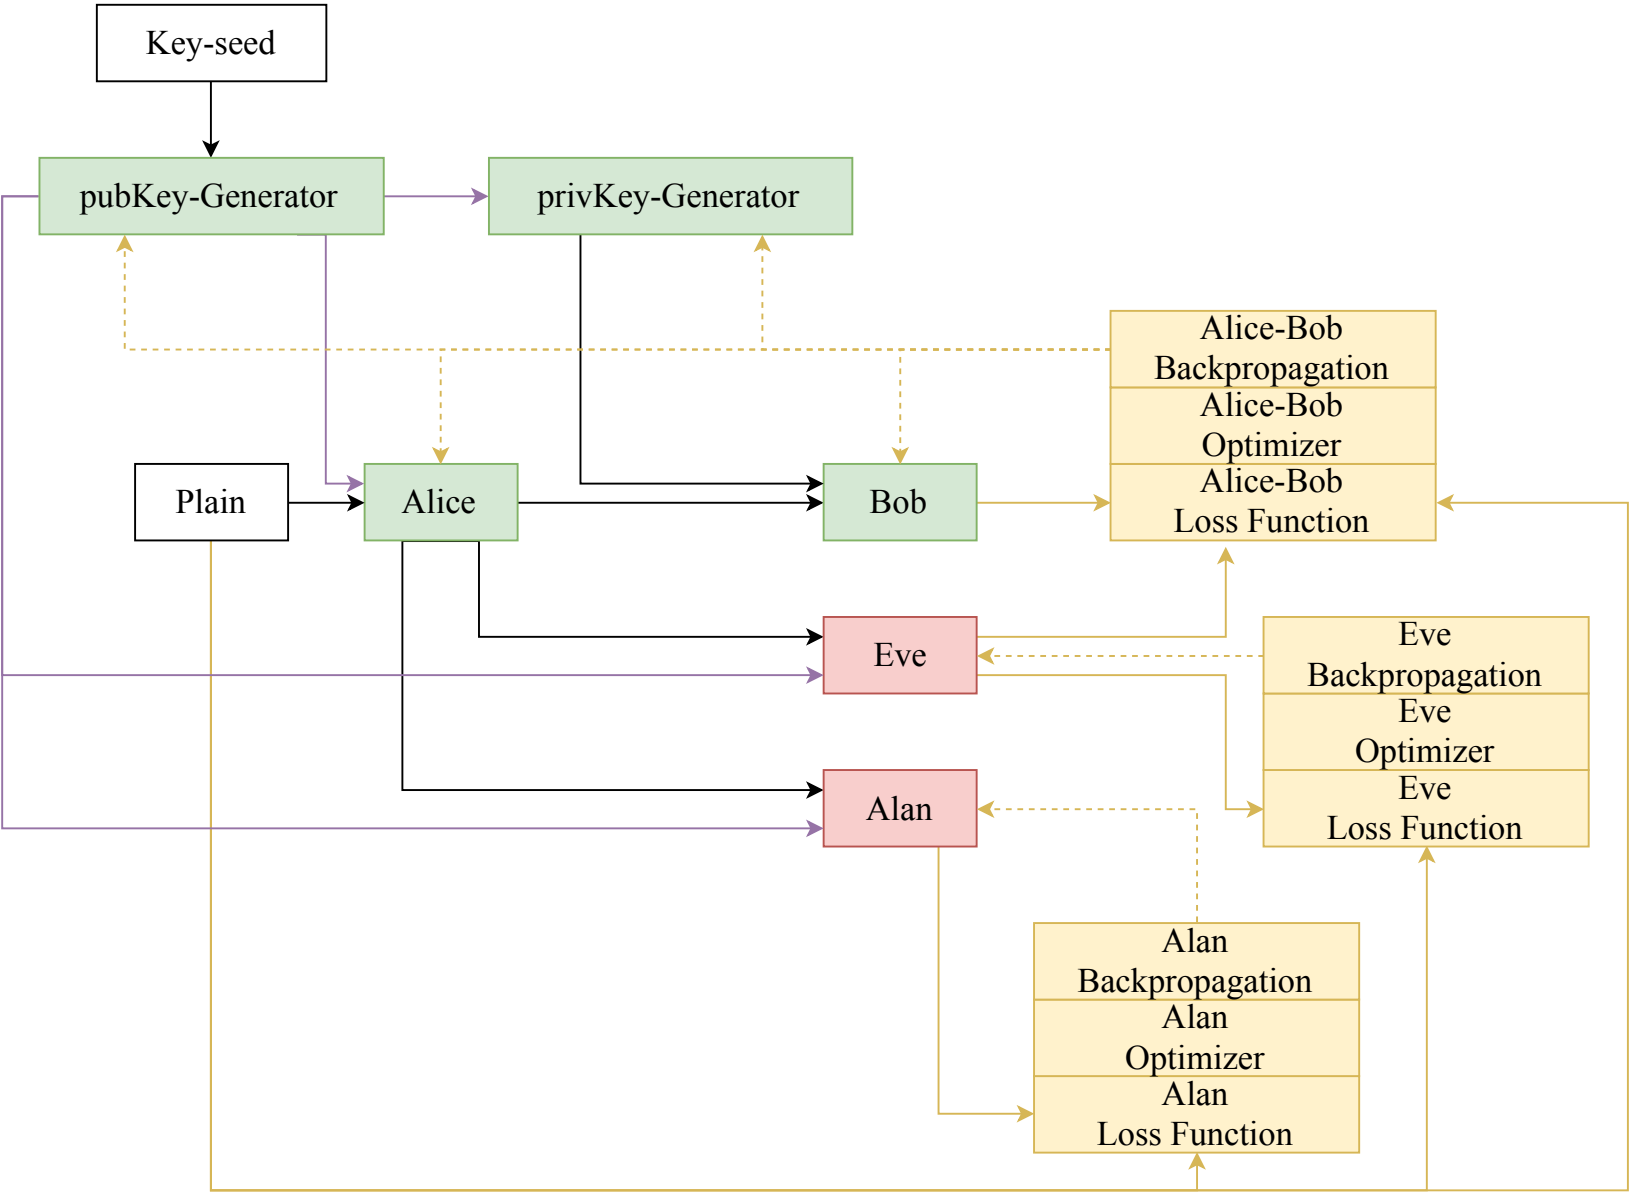 Key-seed
pubKey-Generator
privKey-Generator
Alice-Bob
Backpropagation
Alice-Bob
Optimizer
Plain
Alice
Bob
Alice-Bob
Loss Function
Eve
Eve
Backpropagation
Eve
Optimizer
Alan
Eve
Loss Function
Alan
Backpropagation
Alan
Optimizer
Alan
Loss Function